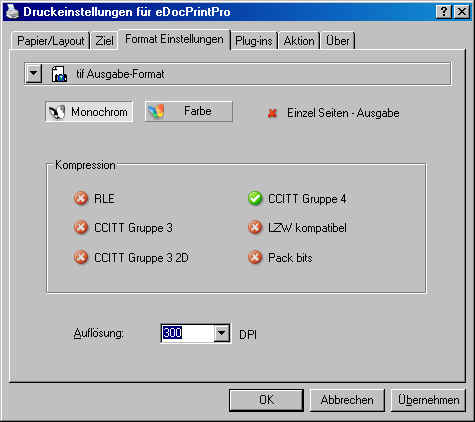 Druckeinstellungen für eDocPrintPro
Papier/Layout Ziel Format Einstellungen Plug-ins Aktion Über
tif Ausgabe-Format
Monochrom Farbe Einzel Seiten - Ausgabe
Kompression
RLE CCITT Gruppe 4
CCITT Gruppe 3 LZW kompatibel
CCITT Gruppe 3 2D Pack bits
Auflösung: 300 DPI
OK Abbrechen Übernehmen